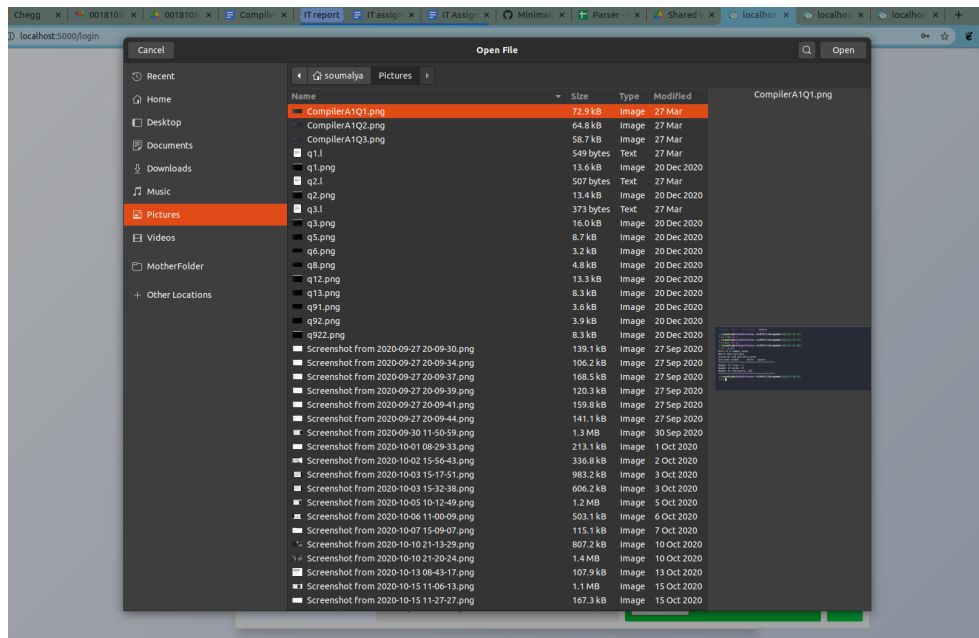 Chegg × 0018105 × 0018105 × Compiler × IT report IT assign × IT Assign × Minimal × Parser - × Shared × localhos × localhos × localhos × +
localhost:5000/login
Cancel Open File Open
Recent
Home
Desktop
Documents
Downloads
Music
Pictures
Videos
MotherFolder
+ Other Locations
soumalya Pictures
Name Size Type Modified
CompilerA1Q1.png 72.9 kB Image 27 Mar
CompilerA1Q2.png 64.8 kB Image 27 Mar
CompilerA1Q3.png 58.7 kB Image 27 Mar
q1.l 549 bytes Text 27 Mar
q1.png 13.6 kB Image 20 Dec 2020
q2.l 507 bytes Text 27 Mar
q2.png 13.4 kB Image 20 Dec 2020
q3.l 373 bytes Text 27 Mar
q3.png 16.0 kB Image 20 Dec 2020
q5.png 8.7 kB Image 20 Dec 2020
q6.png 3.2 kB Image 20 Dec 2020
q8.png 4.8 kB Image 20 Dec 2020
q12.png 13.3 kB Image 20 Dec 2020
q13.png 8.3 kB Image 20 Dec 2020
q91.png 3.6 kB Image 20 Dec 2020
q92.png 3.9 kB Image 20 Dec 2020
q922.png 8.3 kB Image 20 Dec 2020
Screenshot from 2020-09-27 20-09-30.png 139.1 kB Image 27 Sep 2020
Screenshot from 2020-09-27 20-09-34.png 106.2 kB Image 27 Sep 2020
Screenshot from 2020-09-27 20-09-37.png 168.5 kB Image 27 Sep 2020
Screenshot from 2020-09-27 20-09-39.png 120.3 kB Image 27 Sep 2020
Screenshot from 2020-09-27 20-09-41.png 159.8 kB Image 27 Sep 2020
Screenshot from 2020-09-27 20-09-44.png 141.1 kB Image 27 Sep 2020
Screenshot from 2020-09-30 11-50-59.png 1.3 MB Image 30 Sep 2020
Screenshot from 2020-10-01 08-29-33.png 213.1 kB Image 1 Oct 2020
Screenshot from 2020-10-02 15-56-43.png 336.8 kB Image 2 Oct 2020
Screenshot from 2020-10-03 15-17-51.png 983.2 kB Image 3 Oct 2020
Screenshot from 2020-10-03 15-32-38.png 606.2 kB Image 3 Oct 2020
Screenshot from 2020-10-05 10-12-49.png 1.2 MB Image 5 Oct 2020
Screenshot from 2020-10-06 11-00-09.png 503.1 kB Image 6 Oct 2020
Screenshot from 2020-10-07 15-09-07.png 115.1 kB Image 7 Oct 2020
Screenshot from 2020-10-10 21-13-29.png 807.2 kB Image 10 Oct 2020
Screenshot from 2020-10-10 21-20-24.png 1.4 MB Image 10 Oct 2020
Screenshot from 2020-10-13 08-43-17.png 107.9 kB Image 13 Oct 2020
Screenshot from 2020-10-15 11-06-13.png 1.1 MB Image 15 Oct 2020
Screenshot from 2020-10-15 11-27-27.png 167.3 kB Image 15 Oct 2020
CompilerA1Q1.png